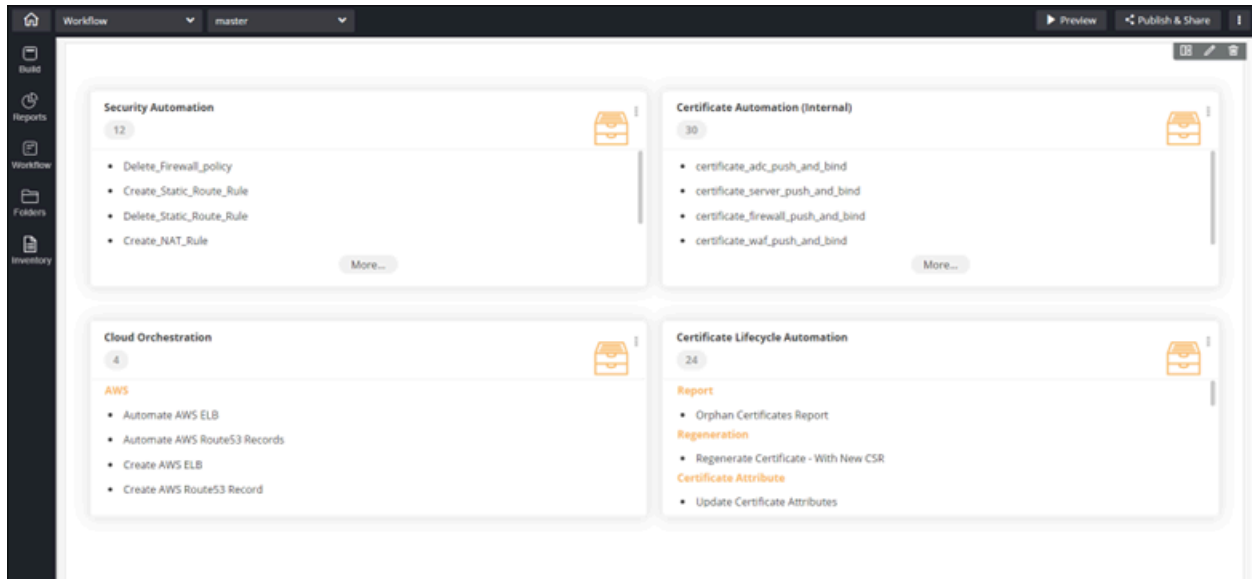 Workflow master Preview Publish & Share
Build
Reports
Workflow
Folders
Inventory
Security Automation
12
• Delete_Firewall_policy
• Create_Static_Route_Rule
• Delete_Static_Route_Rule
• Create_NAT_Rule
More...
Certificate Automation (Internal)
30
• certificate_adc_push_and_bind
• certificate_server_push_and_bind
• certificate_firewall_push_and_bind
• certificate_waf_push_and_bind
More...
Cloud Orchestration
4
AWS
• Automate AWS ELB
• Automate AWS Route53 Records
• Create AWS ELB
• Create AWS Route53 Record
Certificate Lifecycle Automation
24
Report
• Orphan Certificates Report
Regeneration
• Regenerate Certificate - With New CSR
Certificate Attribute
• Update Certificate Attributes